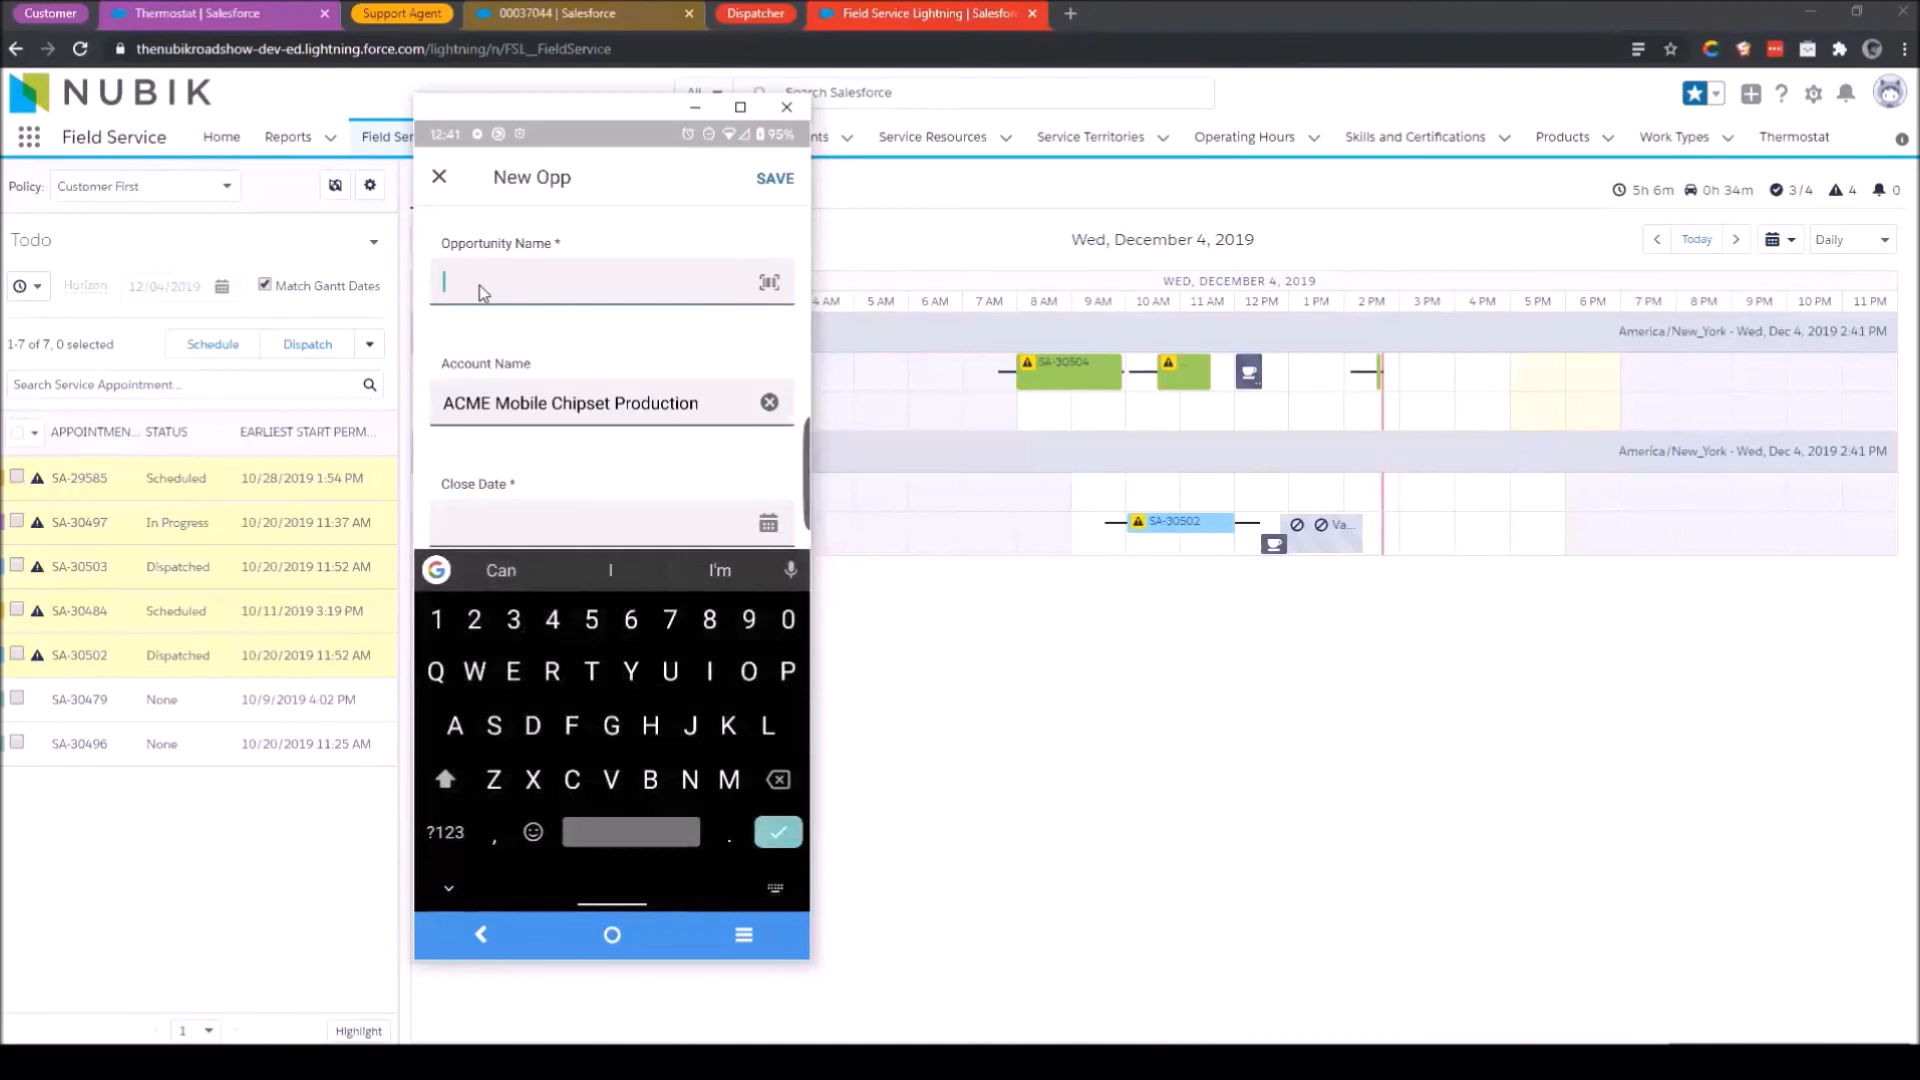 Customer
Thermostat | Salesforce
Support Agent
00037044 | Salesforce
Dispatcher
Field Service Lightning | Salesfor
thenubikroadshow-dev-ed.lightning.force.com/lightning/n/FSL__FieldService
NUBIK
All
Search Salesforce
Field Service
Home
Reports
Field Ser
nts
Service Resources
Service Territories
Operating Hours
Skills and Certifications
Products
Work Types
Thermostat
Policy:
Customer First
5h 6m
0h 34m
3/4
4
0
Todo
Wed, December 4, 2019
Today
Daily
Horizon
12/04/2019
Match Gantt Dates
1-7 of 7, 0 selected
Schedule
Dispatch
Search Service Appointment...
APPOINTMEN... STATUS EARLIEST START PERM...
SA-29585 Scheduled 10/28/2019 1:54 PM
SA-30497 In Progress 10/20/2019 11:37 AM
SA-30503 Dispatched 10/20/2019 11:52 AM
SA-30484 Scheduled 10/11/2019 3:19 PM
SA-30502 Dispatched 10/20/2019 11:52 AM
SA-30479 None 10/9/2019 4:02 PM
SA-30496 None 10/20/2019 11:25 AM
1
Highlight
12:41
95%
New Opp
SAVE
Opportunity Name *
Account Name
ACME Mobile Chipset Production
Close Date *
Can I I'm
1 2 3 4 5 6 7 8 9 0
Q W E R T Y U I O P
A S D F G H J K L
Z X C V B N M
?123 , .
WED, DECEMBER 4, 2019
4 AM 5 AM 6 AM 7 AM 8 AM 9 AM 10 AM 11 AM 12 PM 1 PM 2 PM 3 PM 4 PM 5 PM 6 PM 7 PM 8 PM 9 PM 10 PM 11 PM
America/New_York - Wed, Dec 4, 2019 2:41 PM
SA-30504
...
America/New_York - Wed, Dec 4, 2019 2:41 PM
SA-30502
Va...